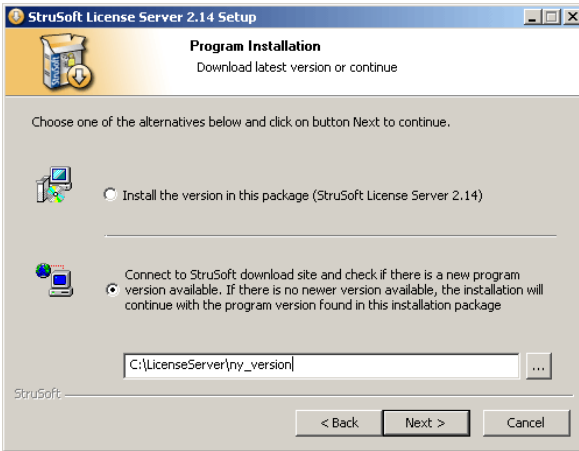 StruSoft License Server 2.14 Setup
Program Installation
Download latest version or continue
StruSoft
Choose one of the alternatives below and click on button Next to continue.
Install the version in this package (StruSoft License Server 2.14)
Connect to StruSoft download site and check if there is a new program
version available. If there is no newer version available, the installation will
continue with the program version found in this installation package
C:\LicenseServer\ny_version
...
StruSoft
< Back
Next >
Cancel